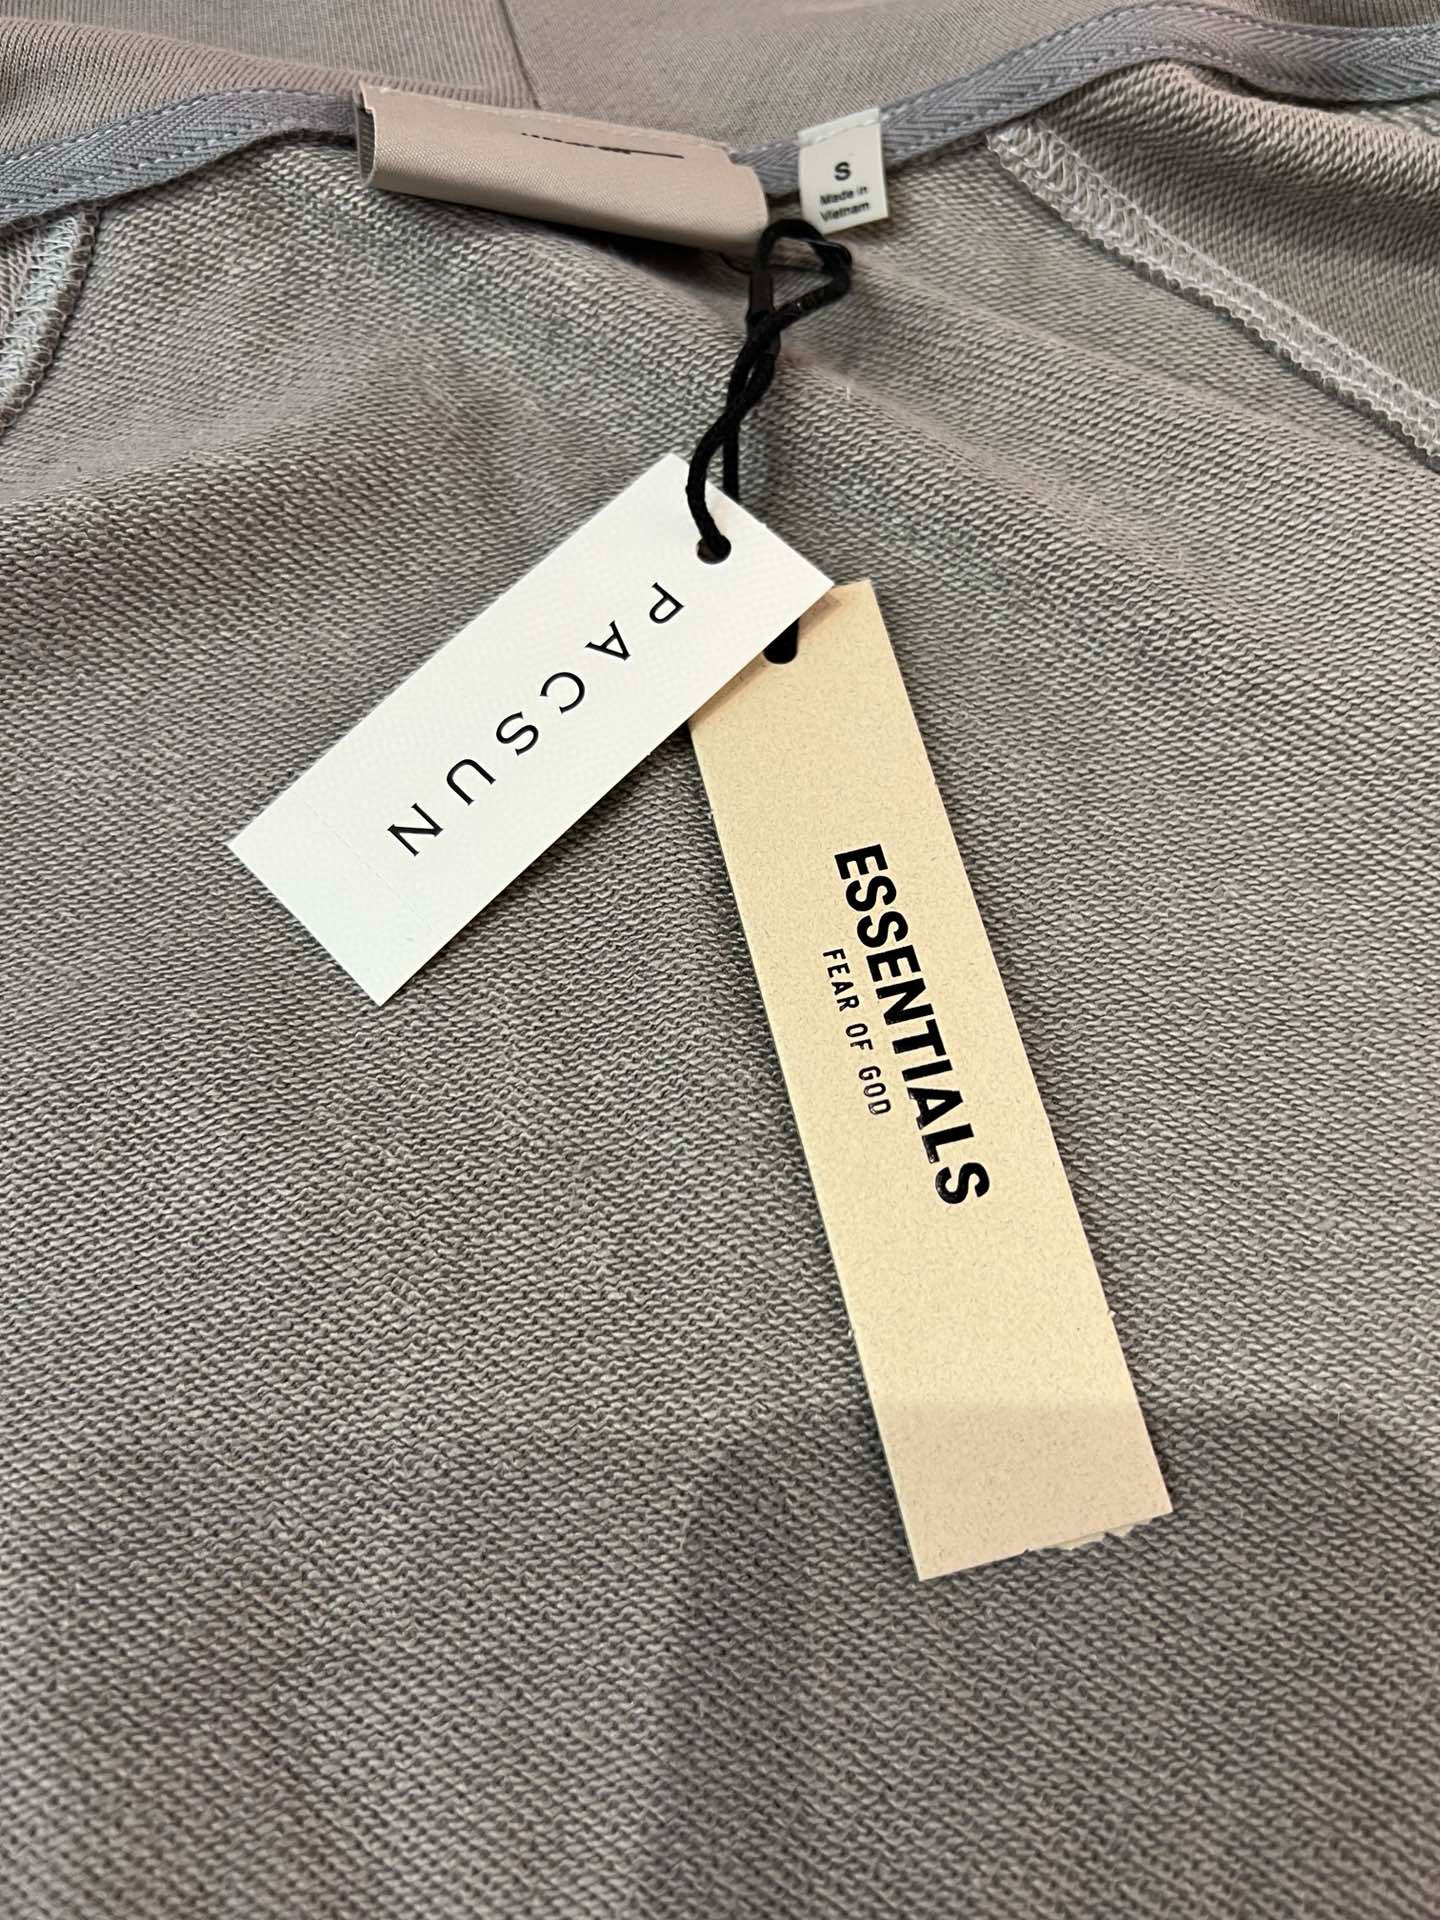 S
Made in
Vietnam
PACSUN
ESSENTIALS
FEAR OF GOD